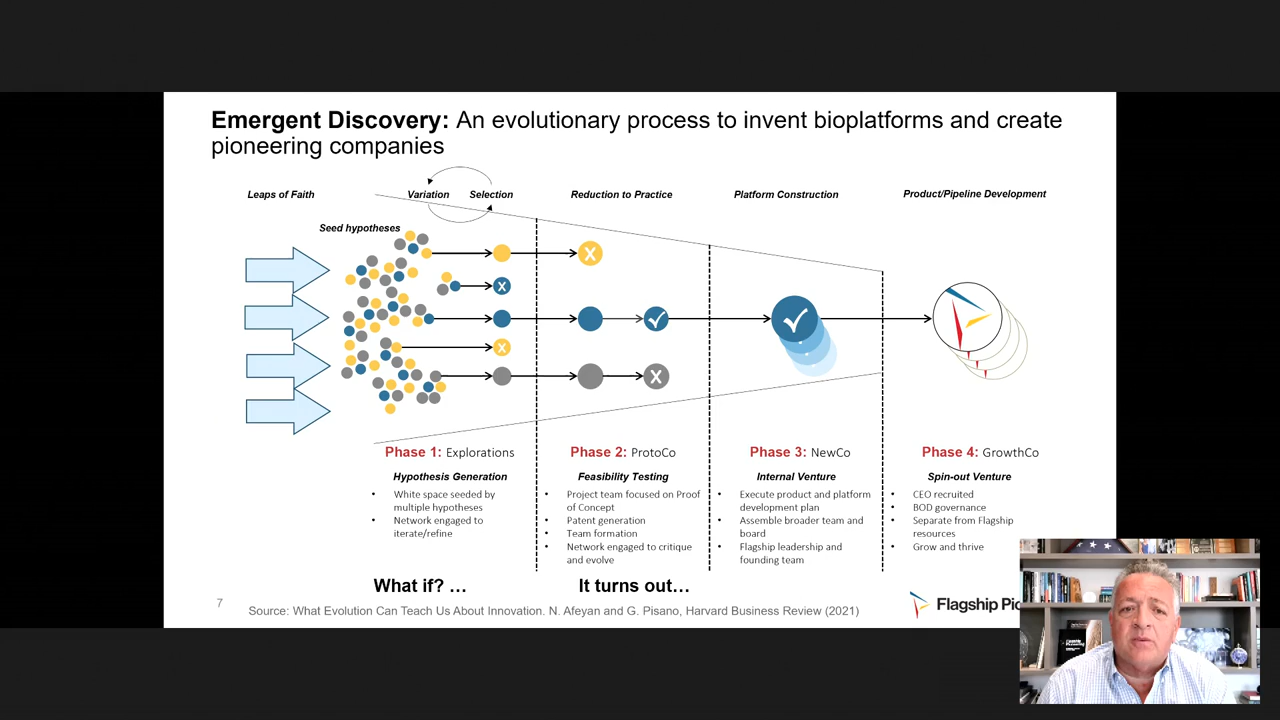 Emergent Discovery: An evolutionary process to invent bioplatforms and create
pioneering companies
Leaps of Faith
Variation
Selection
Reduction to Practice
Platform Construction
Product/Pipeline Development
Seed hypotheses
X
X
X
X
Phase 1: Explorations
Hypothesis Generation
• White space seeded by
multiple hypotheses
• Network engaged to
iterate/refine
Phase 2: ProtoCo
Feasibility Testing
• Project team focused on Proof
of Concept
• Patent generation
• Team formation
• Network engaged to critique
and evolve
Phase 3: NewCo
Internal Venture
• Execute product and platform
development plan
• Assemble broader team and
board
• Flagship leadership and
founding team
Phase 4: GrowthCo
Spin-out Venture
• CEO recruited
• BOD governance
• Separate from Flagship
resources
• Grow and thrive
What if? …
It turns out…
7
Source: What Evolution Can Teach Us About Innovation. N. Afeyan and G. Pisano, Harvard Business Review (2021)
Flagship Pio